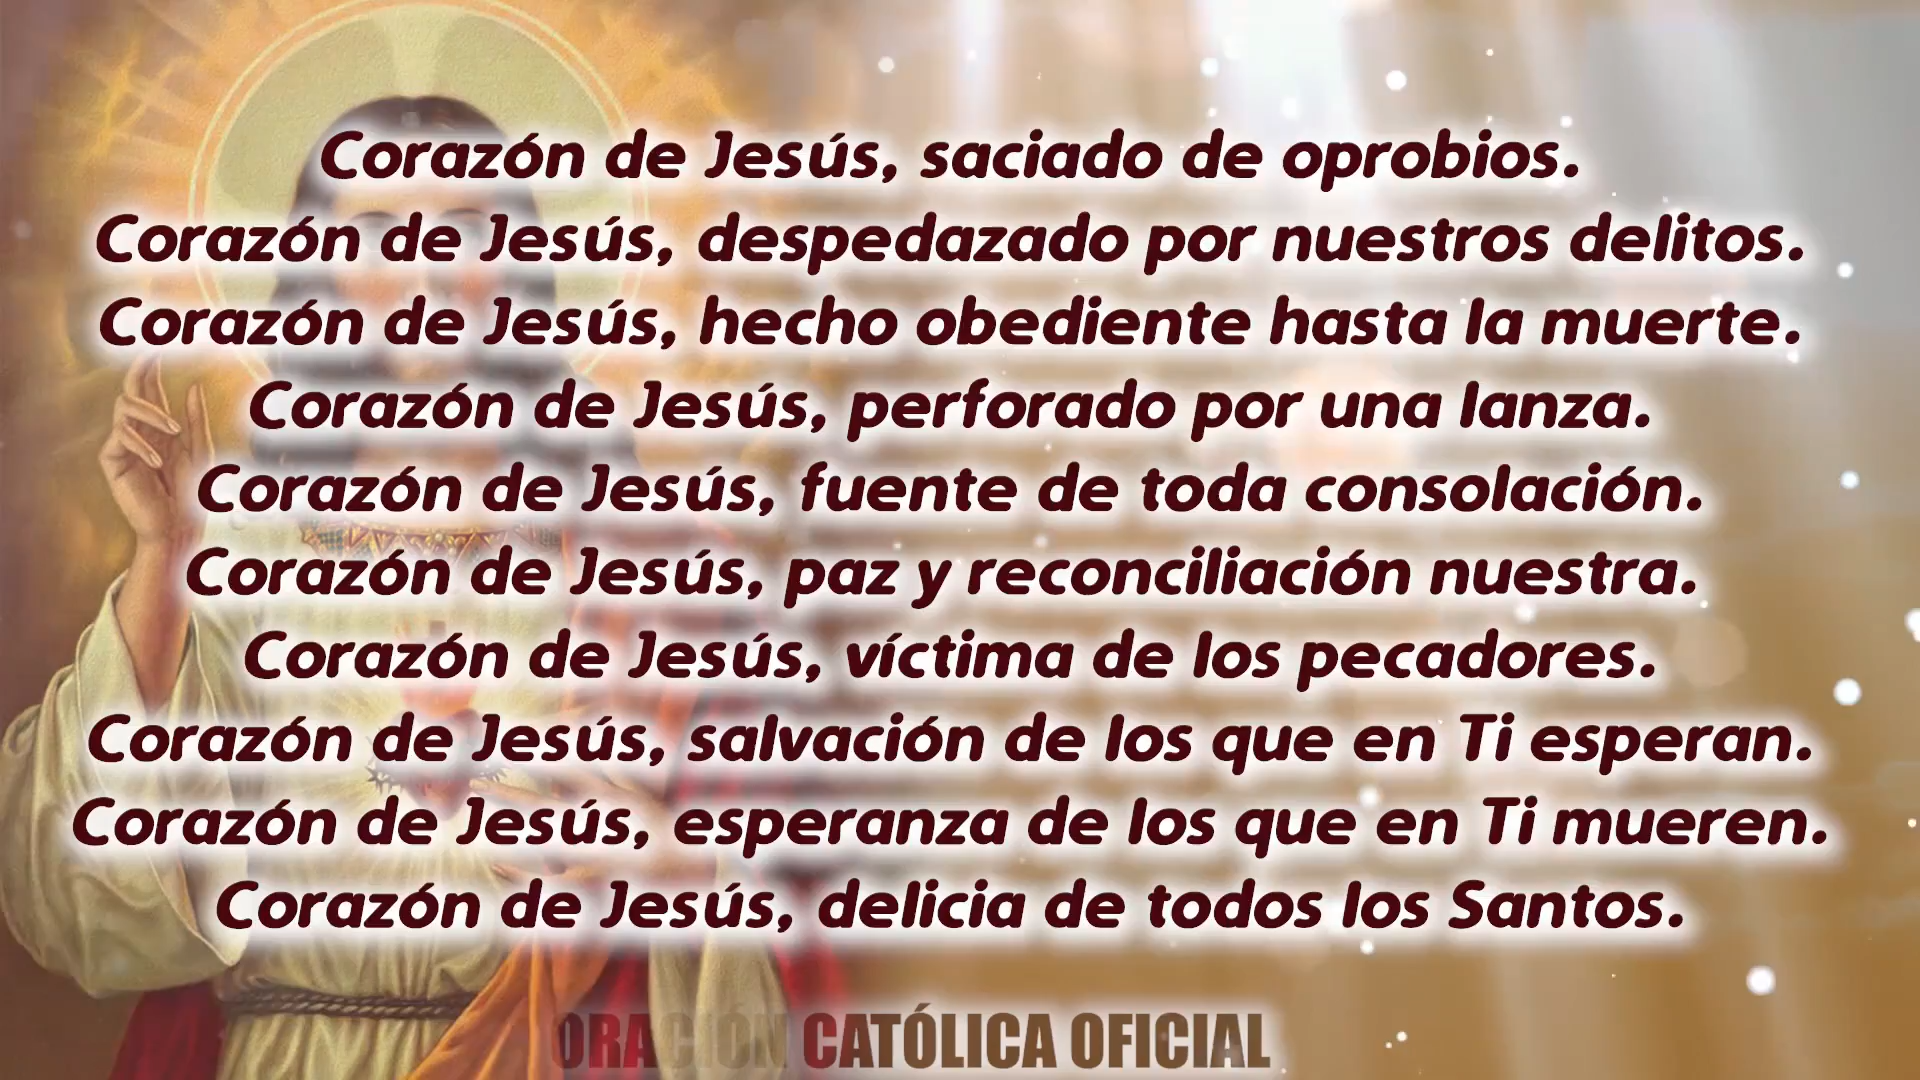 Corazón de Jesús, saciado de oprobios.
Corazón de Jesús, despedazado por nuestros delitos.
Corazón de Jesús, hecho obediente hasta la muerte.
Corazón de Jesús, perforado por una lanza.
Corazón de Jesús, fuente de toda consolación.
Corazón de Jesús, paz y reconciliación nuestra.
Corazón de Jesús, víctima de los pecadores.
Corazón de Jesús, salvación de los que en Ti esperan.
Corazón de Jesús, esperanza de los que en Ti mueren.
Corazón de Jesús, delicia de todos los Santos.
ORACIÓN CATÓLICA OFICIAL